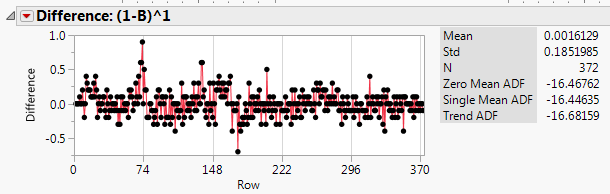 Difference: (1-B)^1
1.0
0.5
0.0
-0.5
Difference
0 74 148 222 296 370
Row
Mean 0.0016129
Std 0.1851985
N 372
Zero Mean ADF -16.46762
Single Mean ADF -16.44635
Trend ADF -16.68159